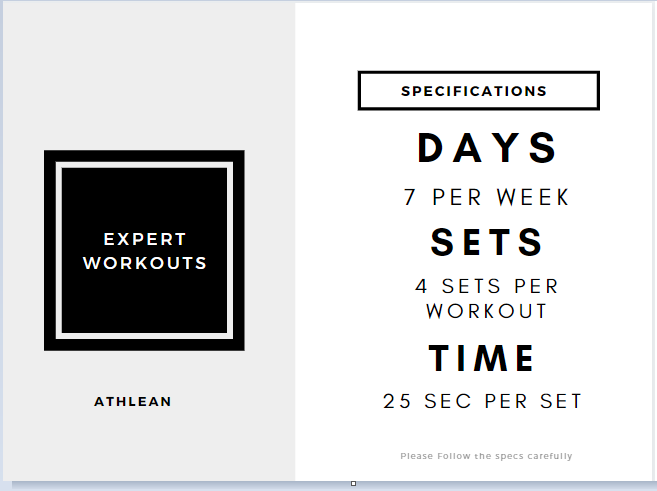 EXPERT
WORKOUTS
ATHLEAN
SPECIFICATIONS
DAYS
7 PER WEEK
SETS
4 SETS PER
WORKOUT
TIME
25 SEC PER SET
Please Follow the specs carefully